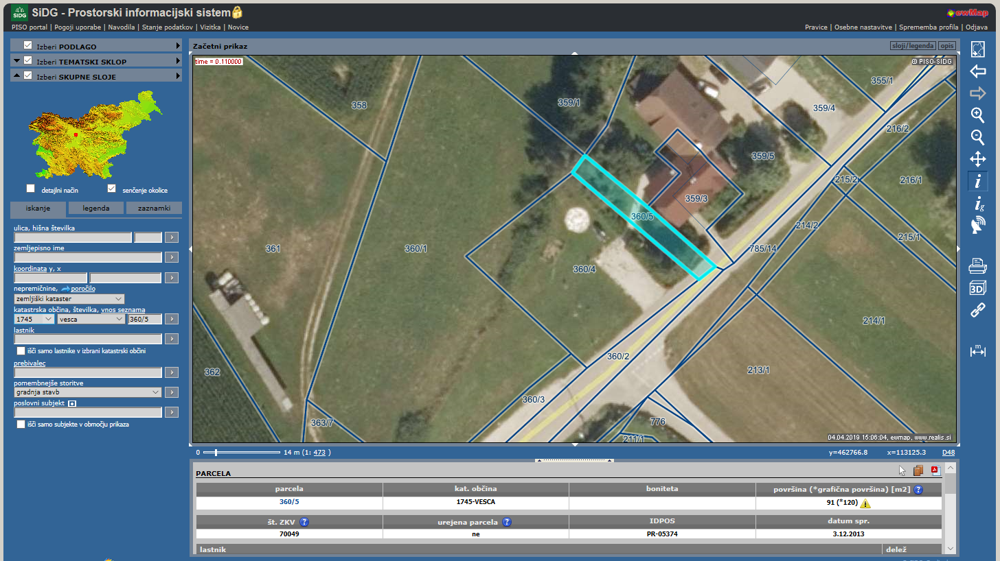 SiDG
SiDG - Prostorski informacijski sistem
ewMap
PISO portal | Pogoji uporabe | Navodila | Stanje podatkov | Vizitka | Novice
Pravice | Osebne nastavitve | Sprememba profila | Odjava
Izberi PODLAGO
Izberi TEMATSKI SKLOP
Izberi SKUPNE SLOJE
detajlni način
senčenje okolice
iskanje
legenda
zaznamki
ulica, hišna številka
zemljepisno ime
koordinata y, x
nepremičnine, poročilo
zemljiški kataster
katastrska občina, številka, vnos seznama
1745 vesca 360/5
lastnik
išči samo lastnike v izbrani katastrski občini
prebivalec
pomembnejše storitve
gradnja stavb
poslovni subjekt
išči samo subjekte v območju prikaza
Začetni prikaz
sloji/legenda opis
time = 0.110000
© PISO-SIDG
355/1
358
359/1
359/4
216/2
359/5
215/2
216/1
359/3
360/5
214/2
215/1
361
360/1
785/14
360/4
214/1
360/2
213/1
362
360/3
363/7
776
211/1
04.04.2019 15:06:04, ewmap, www.realis.si
0 14 m (1: 473 )
y=462766.8 x=113125.3 D48
PARCELA
parcela kat. občina boniteta površina (*grafična površina) [m2] ?
360/5 1745-VESCA 91 (*120)
št. ZKV ? urejena parcela ? IDPOS datum spr.
70049 ne PR-05374 3.12.2013
lastnik delež
i
ig
3D
m